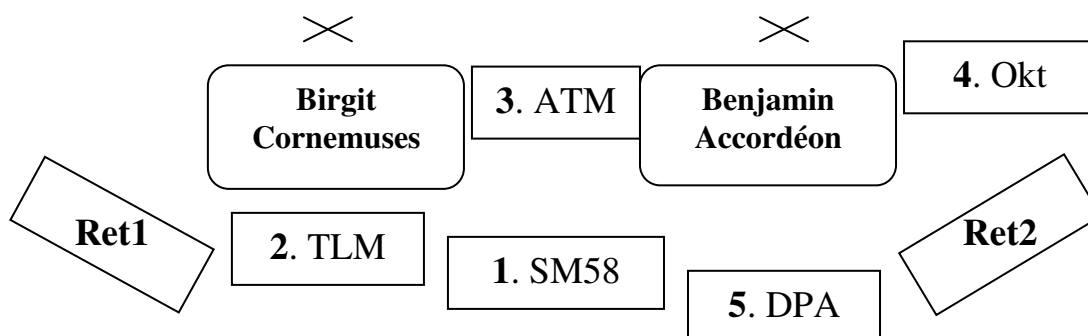 Birgit
Cornemuses
3. ATM
Benjamin
Accordéon
4. Okt
Ret1
2. TLM
1. SM58
5. DPA
Ret2